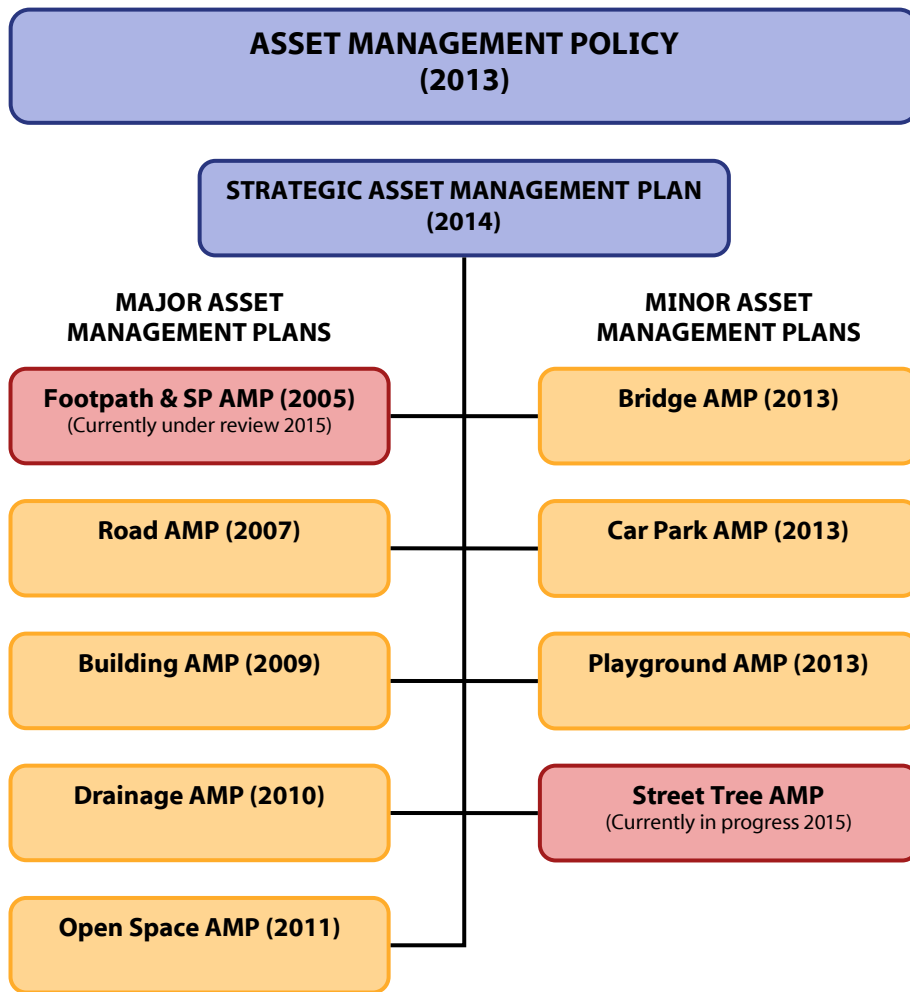 ASSET MANAGEMENT POLICY
(2013)
STRATEGIC ASSET MANAGEMENT PLAN
(2014)
MAJOR ASSET
MANAGEMENT PLANS
MINOR ASSET
MANAGEMENT PLANS
Footpath & SP AMP (2005)
(Currently under review 2015)
Bridge AMP (2013)
Road AMP (2007)
Car Park AMP (2013)
Building AMP (2009)
Playground AMP (2013)
Drainage AMP (2010)
Street Tree AMP
(Currently in progress 2015)
Open Space AMP (2011)